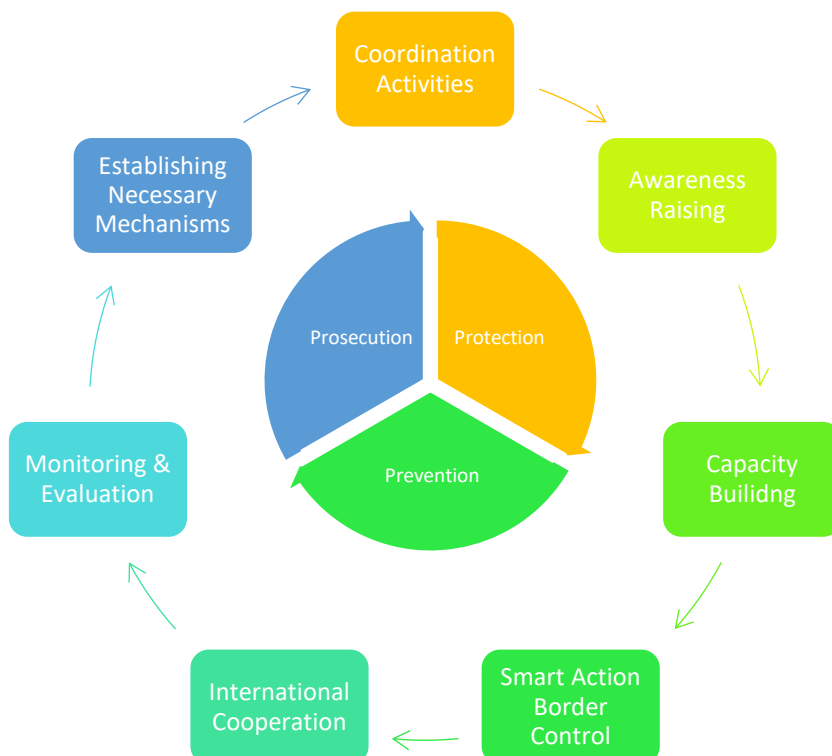 Coordination
Activities
Awareness
Raising
Capacity
Builidng
Smart Action
Border
Control
International
Cooperation
Monitoring &
Evaluation
Establishing
Necessary
Mechanisms
Prosecution
Protection
Prevention